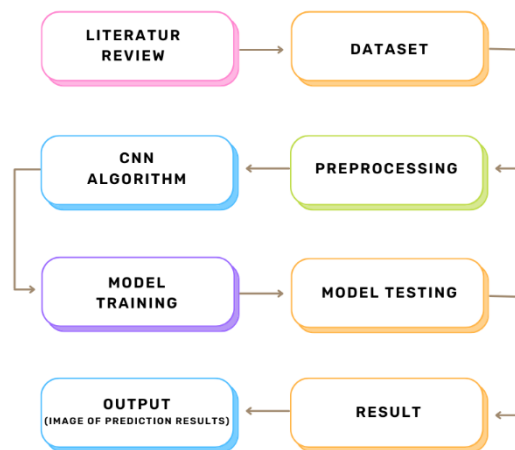 LITERATUR
REVIEW
DATASET
PREPROCESSING
CNN
ALGORITHM
MODEL
TRAINING
MODEL TESTING
RESULT
OUTPUT
(IMAGE OF PREDICTION RESULTS)